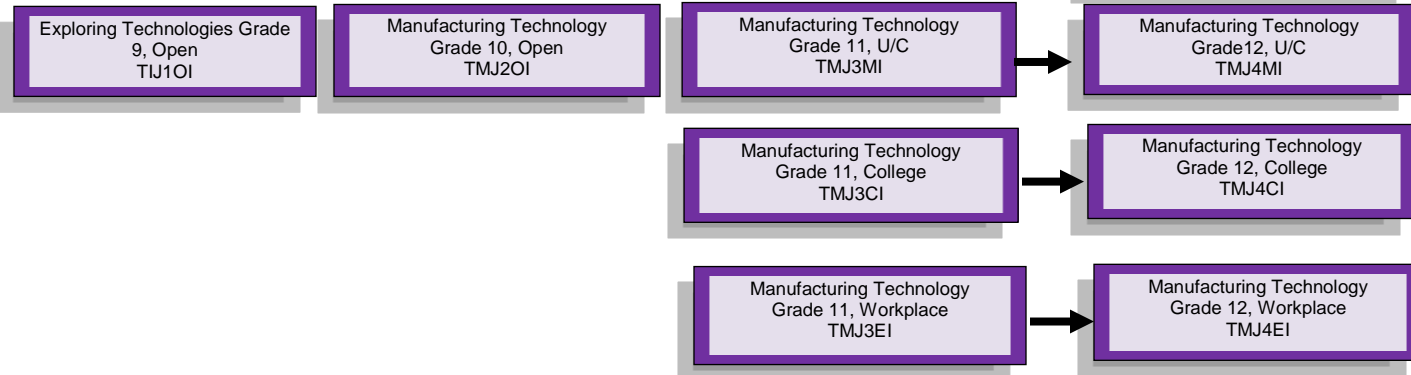 Exploring Technologies Grade
9, Open
TIJ1OI
Manufacturing Technology
Grade 10, Open
TMJ2OI
Manufacturing Technology
Grade 11, U/C
TMJ3MI
Manufacturing Technology
Grade12, U/C
TMJ4MI
Manufacturing Technology
Grade 11, College
TMJ3CI
Manufacturing Technology
Grade 12, College
TMJ4CI
Manufacturing Technology
Grade 11, Workplace
TMJ3EI
Manufacturing Technology
Grade 12, Workplace
TMJ4EI